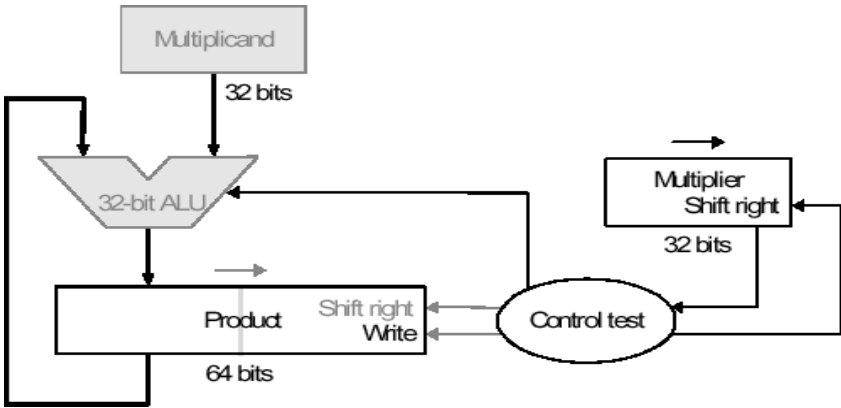 Multiplicand
32 bits
32-bit ALU
Multiplier
Shift right
32 bits
Product
Shift right
Write
Control test
64 bits